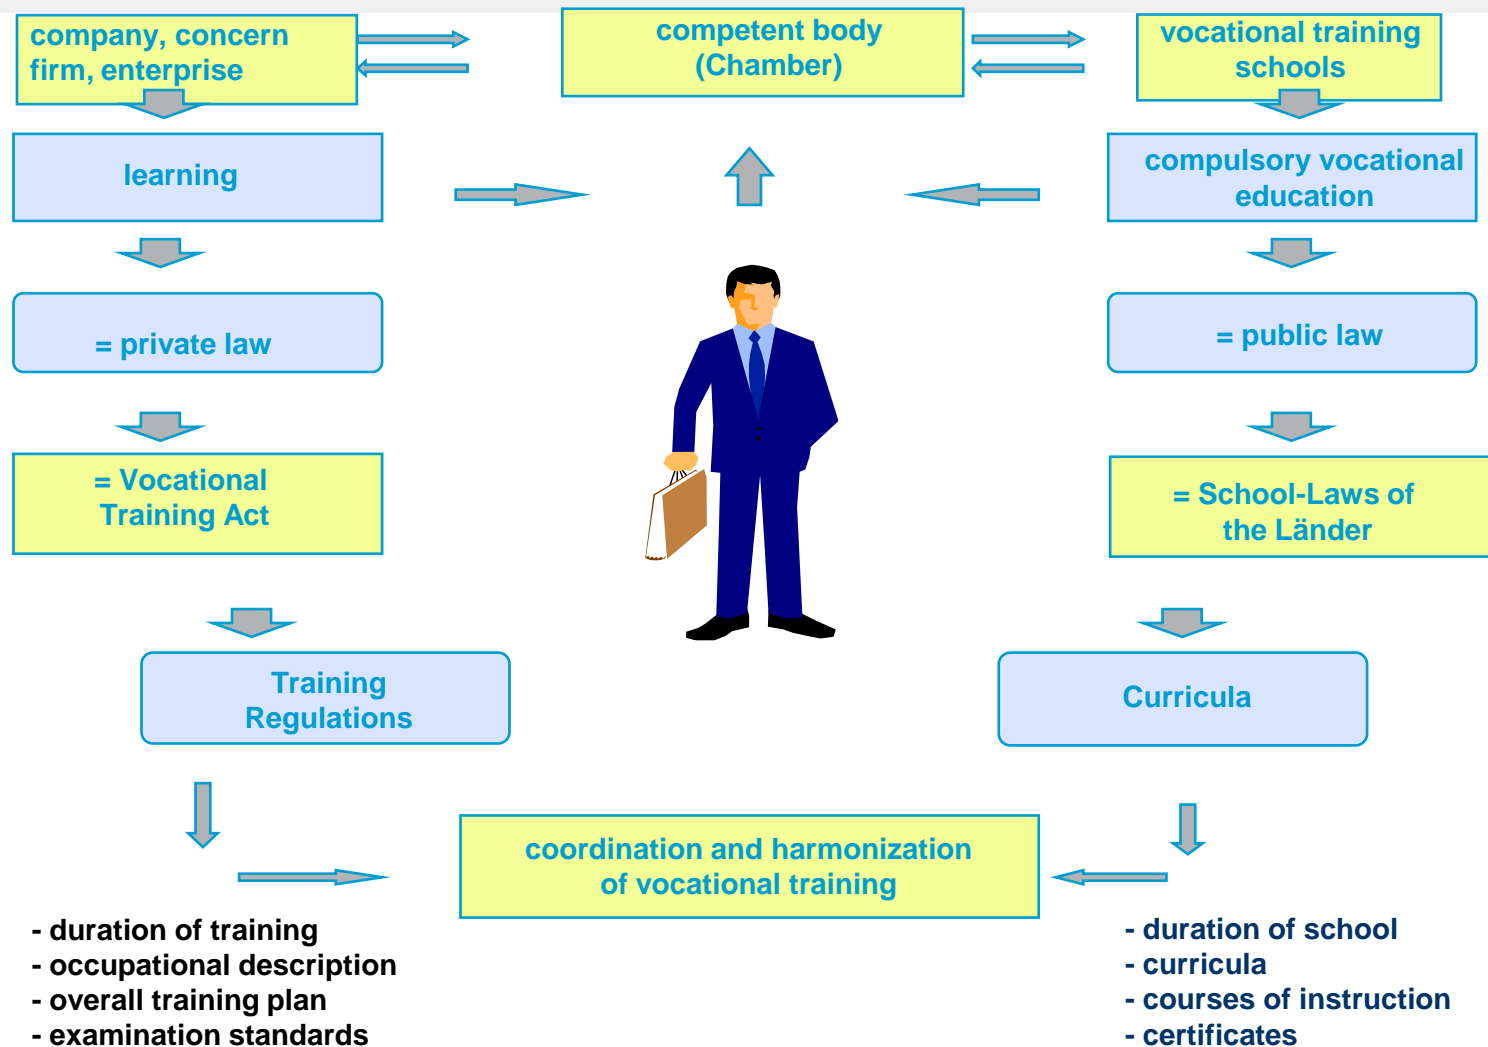 company, concern
firm, enterprise
competent body
(Chamber)
vocational training
schools
learning
compulsory vocational
education
= private law
= public law
= Vocational
Training Act
= School-Laws of
the Länder
Training
Regulations
Curricula
coordination and harmonization
of vocational training
- duration of training
- occupational description
- overall training plan
- examination standards
- duration of school
- curricula
- courses of instruction
- certificates